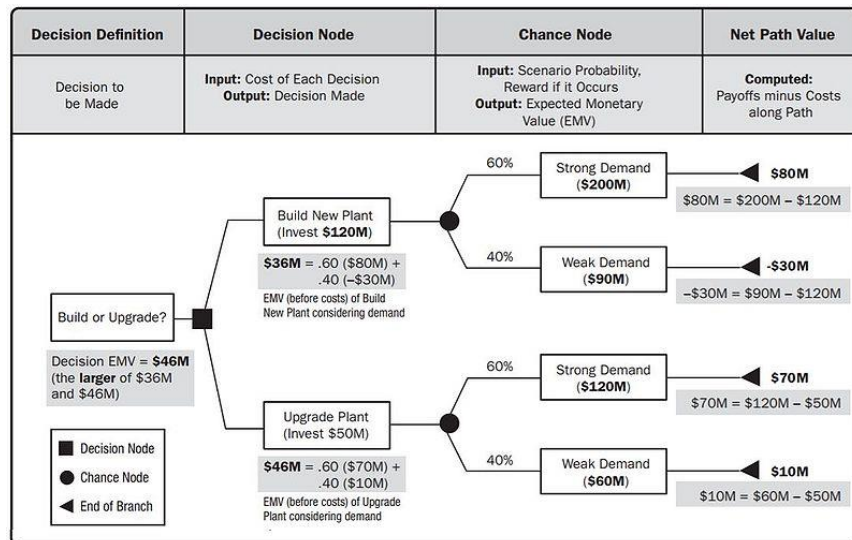 Decision Definition
Decision Node
Chance Node
Net Path Value
Decision to
be Made
Input: Cost of Each Decision
Output: Decision Made
Input: Scenario Probability,
Reward if it Occurs
Output: Expected Monetary
Value (EMV)
Computed:
Payoffs minus Costs
along Path
Build or Upgrade?
Decision EMV = $46M
(the larger of $36M
and $46M)
Build New Plant
(Invest $120M)
$36M = .60 ($80M) +
.40 (–$30M)
EMV (before costs) of Build
New Plant considering demand
60%
Strong Demand
($200M)
$80M
$80M = $200M – $120M
40%
Weak Demand
($90M)
-$30M
–$30M = $90M – $120M
Upgrade Plant
(Invest $50M)
$46M = .60 ($70M) +
.40 ($10M)
EMV (before costs) of Upgrade
Plant considering demand
60%
Strong Demand
($120M)
$70M
$70M = $120M – $50M
40%
Weak Demand
($60M)
$10M
$10M = $60M – $50M
Decision Node
Chance Node
End of Branch